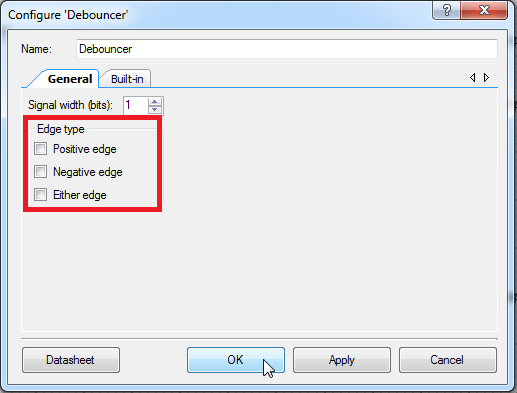 Configure 'Debouncer'
Name: Debouncer
General Built-in
Signal width (bits): 1
Edge type
Positive edge
Negative edge
Either edge
Datasheet OK Apply Cancel